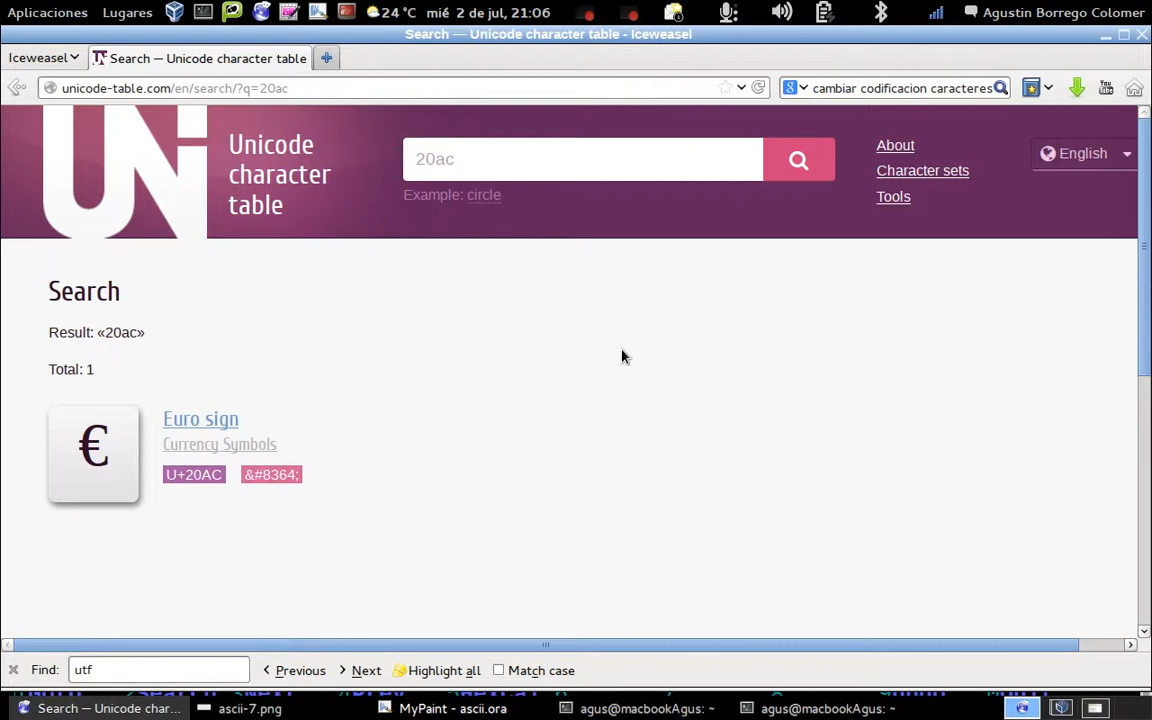 Aplicaciones Lugares 24 °C mié 2 de jul, 21:06 Agustin Borrego Colomer
Search — Unicode character table - Iceweasel
Iceweasel Search — Unicode character table
unicode-table.com/en/search/?q=20ac cambiar codificacion caracteres
UNI
Unicode
character
table
20ac
Example: circle
About
Character sets
Tools
English
Search
Result: «20ac»
Total: 1
€
Euro sign
Currency Symbols
U+20AC &#8364;
Find: utf Previous Next Highlight all Match case
Search — Unicode char... ascii-7.png MyPaint - ascii.ora agus@macbookAgus: ~ agus@macbookAgus: ~